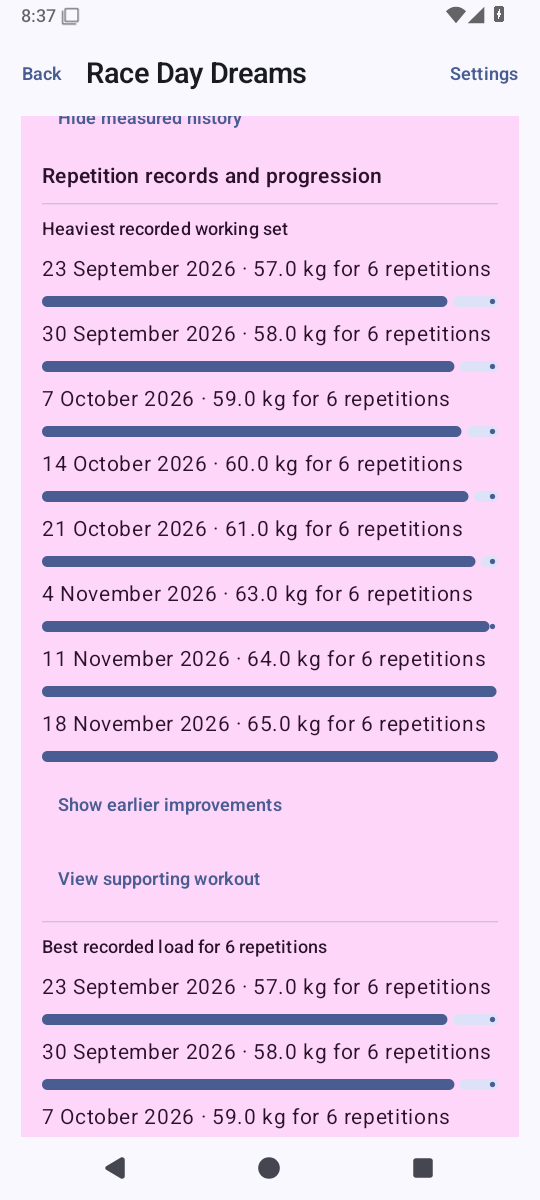 8:37
Back Race Day Dreams Settings
Hide measured history
Repetition records and progression
Heaviest recorded working set
23 September 2026 · 57.0 kg for 6 repetitions
30 September 2026 · 58.0 kg for 6 repetitions
7 October 2026 · 59.0 kg for 6 repetitions
14 October 2026 · 60.0 kg for 6 repetitions
21 October 2026 · 61.0 kg for 6 repetitions
4 November 2026 · 63.0 kg for 6 repetitions
11 November 2026 · 64.0 kg for 6 repetitions
18 November 2026 · 65.0 kg for 6 repetitions
Show earlier improvements
View supporting workout
Best recorded load for 6 repetitions
23 September 2026 · 57.0 kg for 6 repetitions
30 September 2026 · 58.0 kg for 6 repetitions
7 October 2026 · 59.0 kg for 6 repetitions